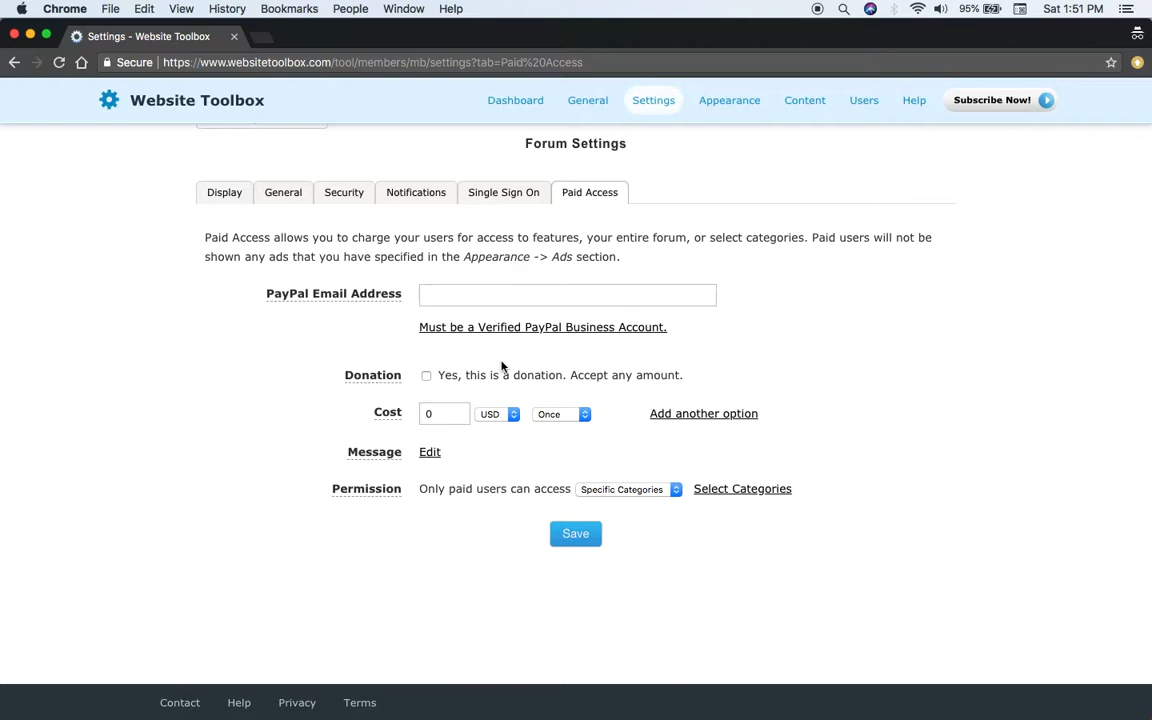 Chrome File Edit View History Bookmarks People Window Help 95% Sat 1:51 PM
Settings - Website Toolbox
Secure https://www.websitetoolbox.com/tool/members/mb/settings?tab=Paid%20Access
Website Toolbox Dashboard General Settings Appearance Content Users Help Subscribe Now!
Forum Settings
Display General Security Notifications Single Sign On Paid Access
Paid Access allows you to charge your users for access to features, your entire forum, or select categories. Paid users will not be
shown any ads that you have specified in the Appearance -> Ads section.
PayPal Email Address
Must be a Verified PayPal Business Account.
Donation Yes, this is a donation. Accept any amount.
Cost 0 USD Once Add another option
Message Edit
Permission Only paid users can access Specific Categories Select Categories
Save
Contact Help Privacy Terms